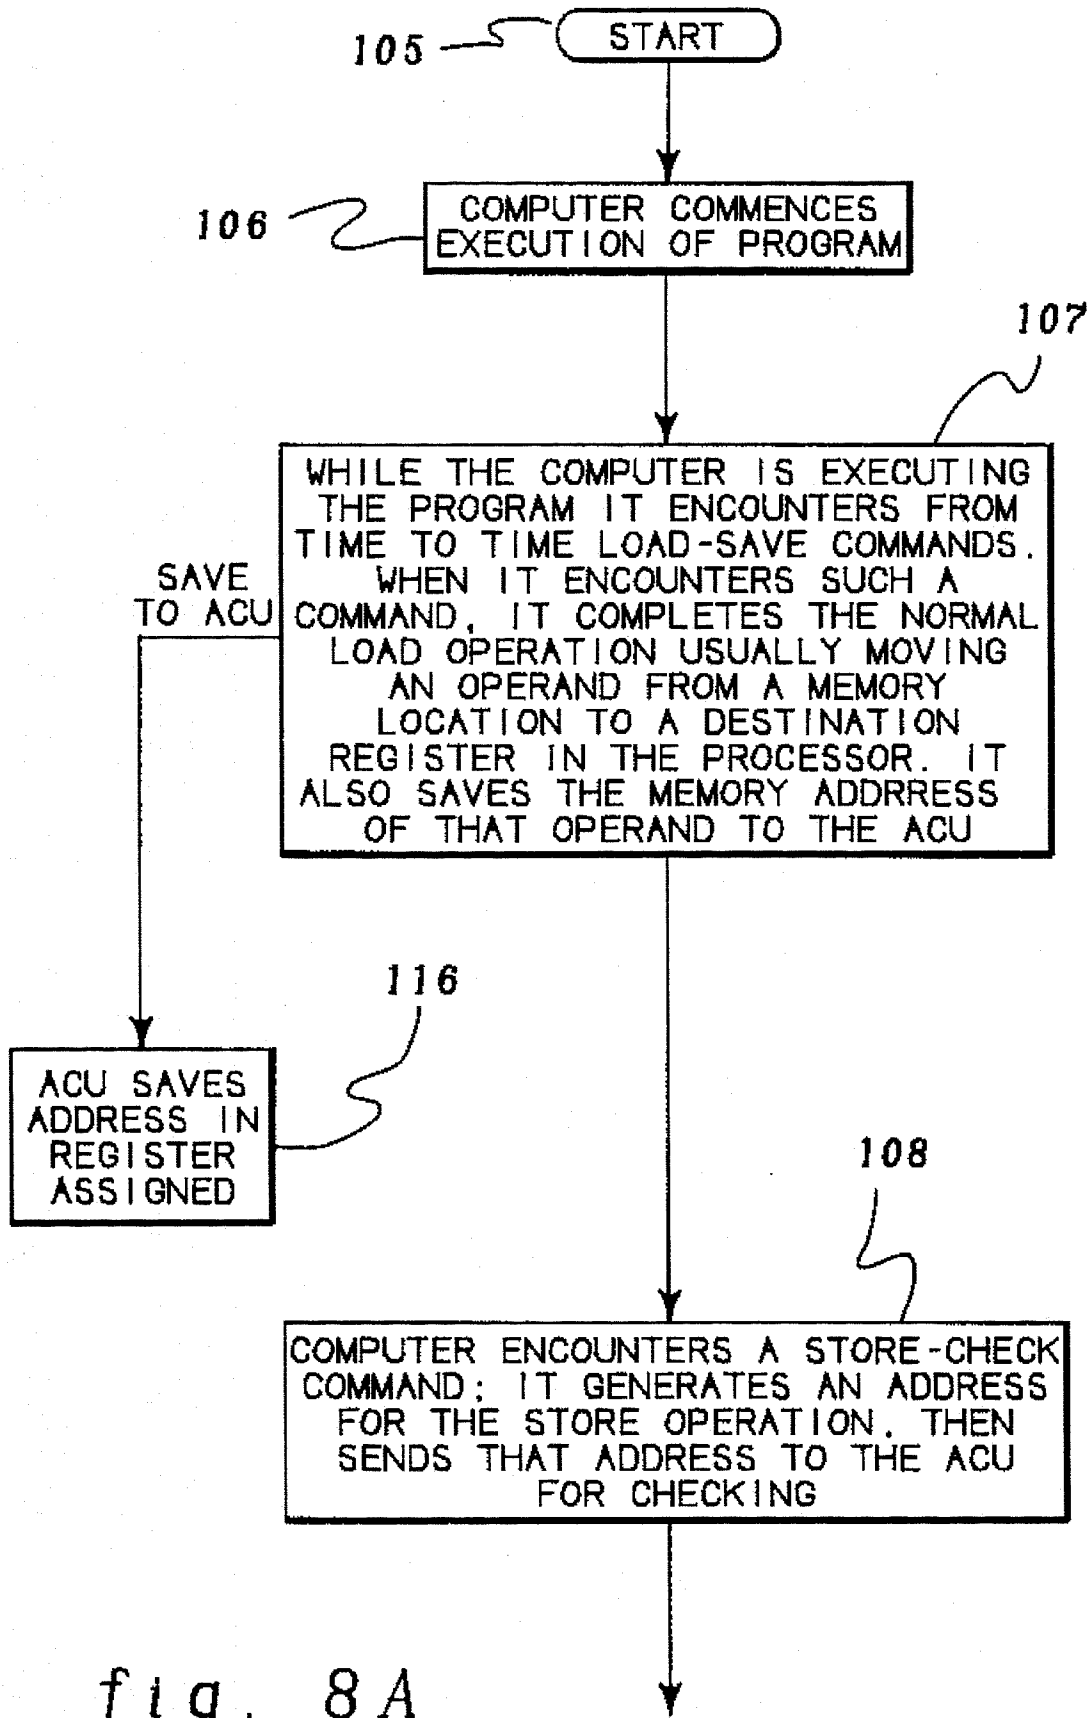 105
START
106
COMPUTER COMMENCES
EXECUTION OF PROGRAM
107
WHILE THE COMPUTER IS EXECUTING
THE PROGRAM IT ENCOUNTERS FROM
TIME TO TIME LOAD-SAVE COMMANDS.
WHEN IT ENCOUNTERS SUCH A
COMMAND, IT COMPLETES THE NORMAL
LOAD OPERATION USUALLY MOVING
AN OPERAND FROM A MEMORY
LOCATION TO A DESTINATION
REGISTER IN THE PROCESSOR. IT
ALSO SAVES THE MEMORY ADDRRESS
OF THAT OPERAND TO THE ACU
SAVE
TO ACU
116
ACU SAVES
ADDRESS IN
REGISTER
ASSIGNED
108
COMPUTER ENCOUNTERS A STORE-CHECK
COMMAND; IT GENERATES AN ADDRESS
FOR THE STORE OPERATION. THEN
SENDS THAT ADDRESS TO THE ACU
FOR CHECKING
fig. 8A